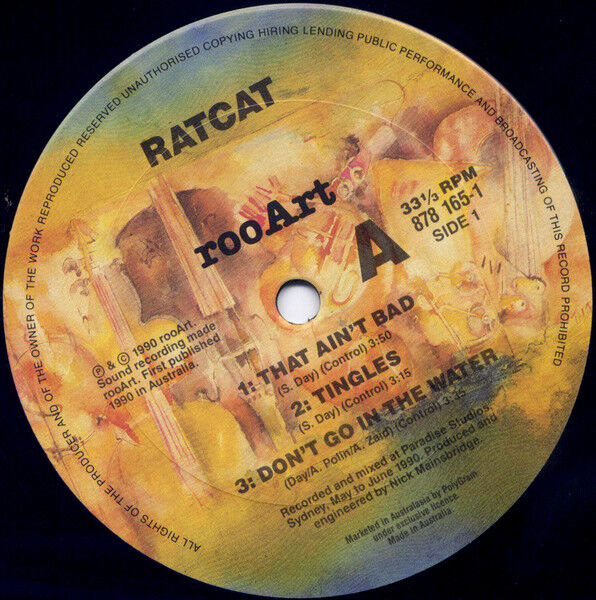 ALL RIGHTS OF THE PRODUCER AND OF THE OWNER OF THE WORK REPRODUCED RESERVED UNAUTHORISED COPYING HIRING LENDING PUBLIC PERFORMANCE AND BROADCASTING OF THIS RECORD PROHIBITED
RATCAT
rooArt
A
33⅓ RPM
878 165-1
SIDE 1
℗ & © 1990 rooArt.
Sound recording made
rooArt. First published
1990 in Australia.
1: THAT AIN'T BAD
(S. Day) (Control) 3:50
2: TINGLES
(S. Day) (Control) 3:15
3: DON'T GO IN THE WATER
(Day/A. Polin/A. Zaid) (Control) 3:35
Recorded and mixed at Paradise Studios,
Sydney, May to June 1990. Produced and
engineered by Nick Mainsbridge.
Marketed in Australasia by PolyGram
under exclusive license.
Made in Australia.